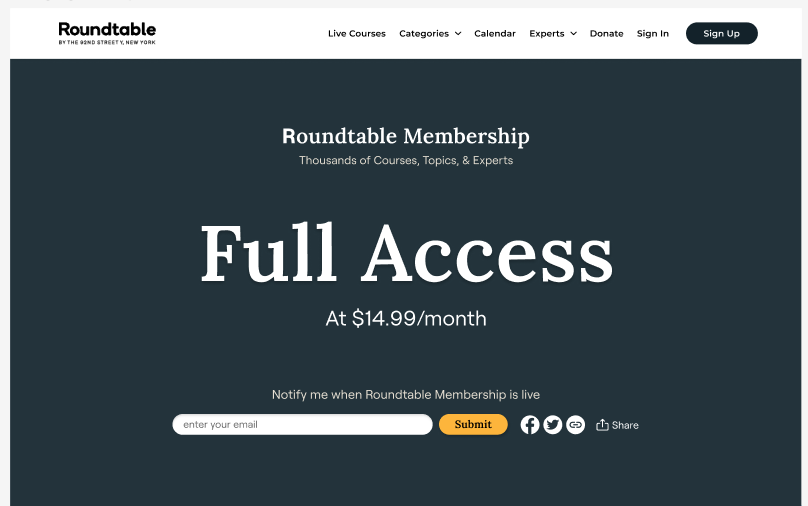 Roundtable
BY THE 92ND STREET Y, NEW YORK
Live Courses Categories Calendar Experts Donate Sign In Sign Up
Roundtable Membership
Thousands of Courses, Topics, & Experts
Full Access
At $14.99/month
Notify me when Roundtable Membership is live
enter your email Submit Share